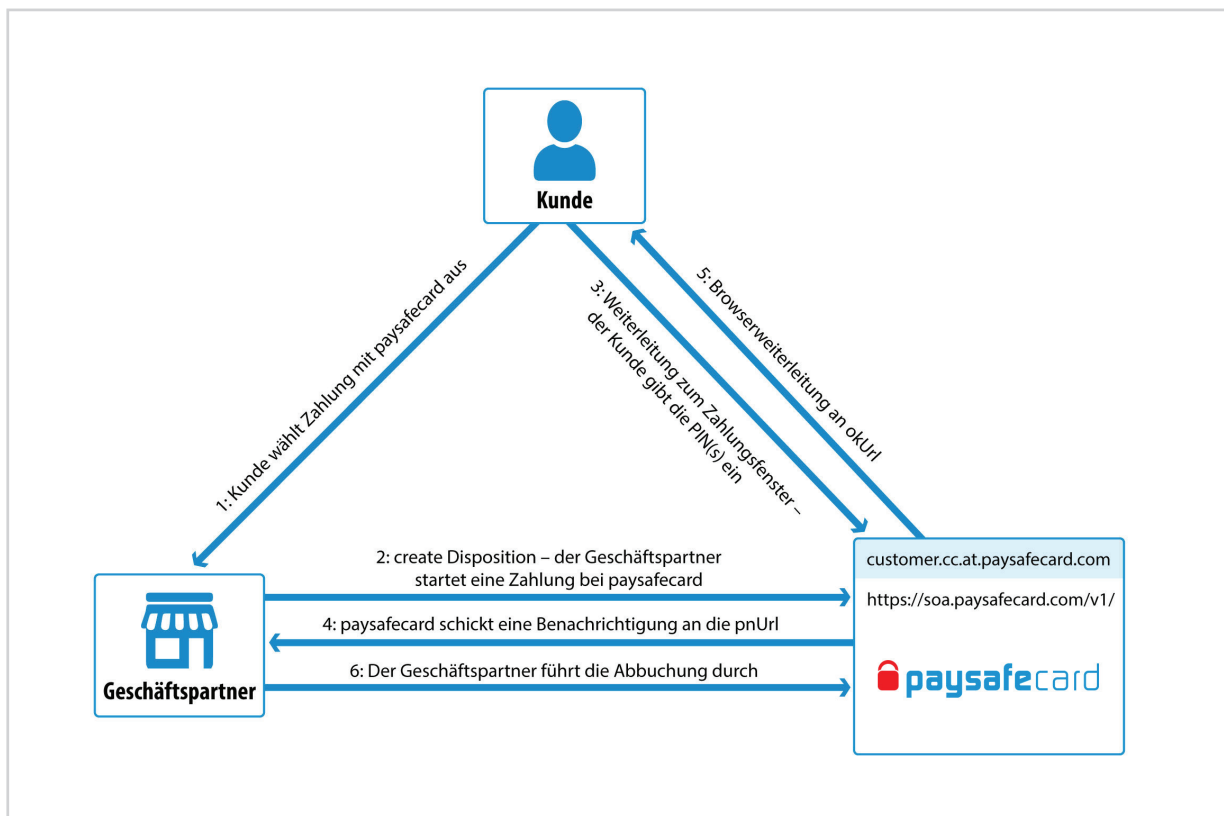 Kunde
1: Kunde wählt Zahlung mit paysafecard aus
3: Weiterleitung zum Zahlungsfenster –
der Kunde gibt die PIN(s) ein
5: Browserweiterleitung an okUrl
2: create Disposition – der Geschäftspartner
startet eine Zahlung bei paysafecard
4: paysafecard schickt eine Benachrichtigung an die pnUrl
6: Der Geschäftspartner führt die Abbuchung durch
Geschäftspartner
customer.cc.at.paysafecard.com
https://soa.paysafecard.com/v1/
paysafecard